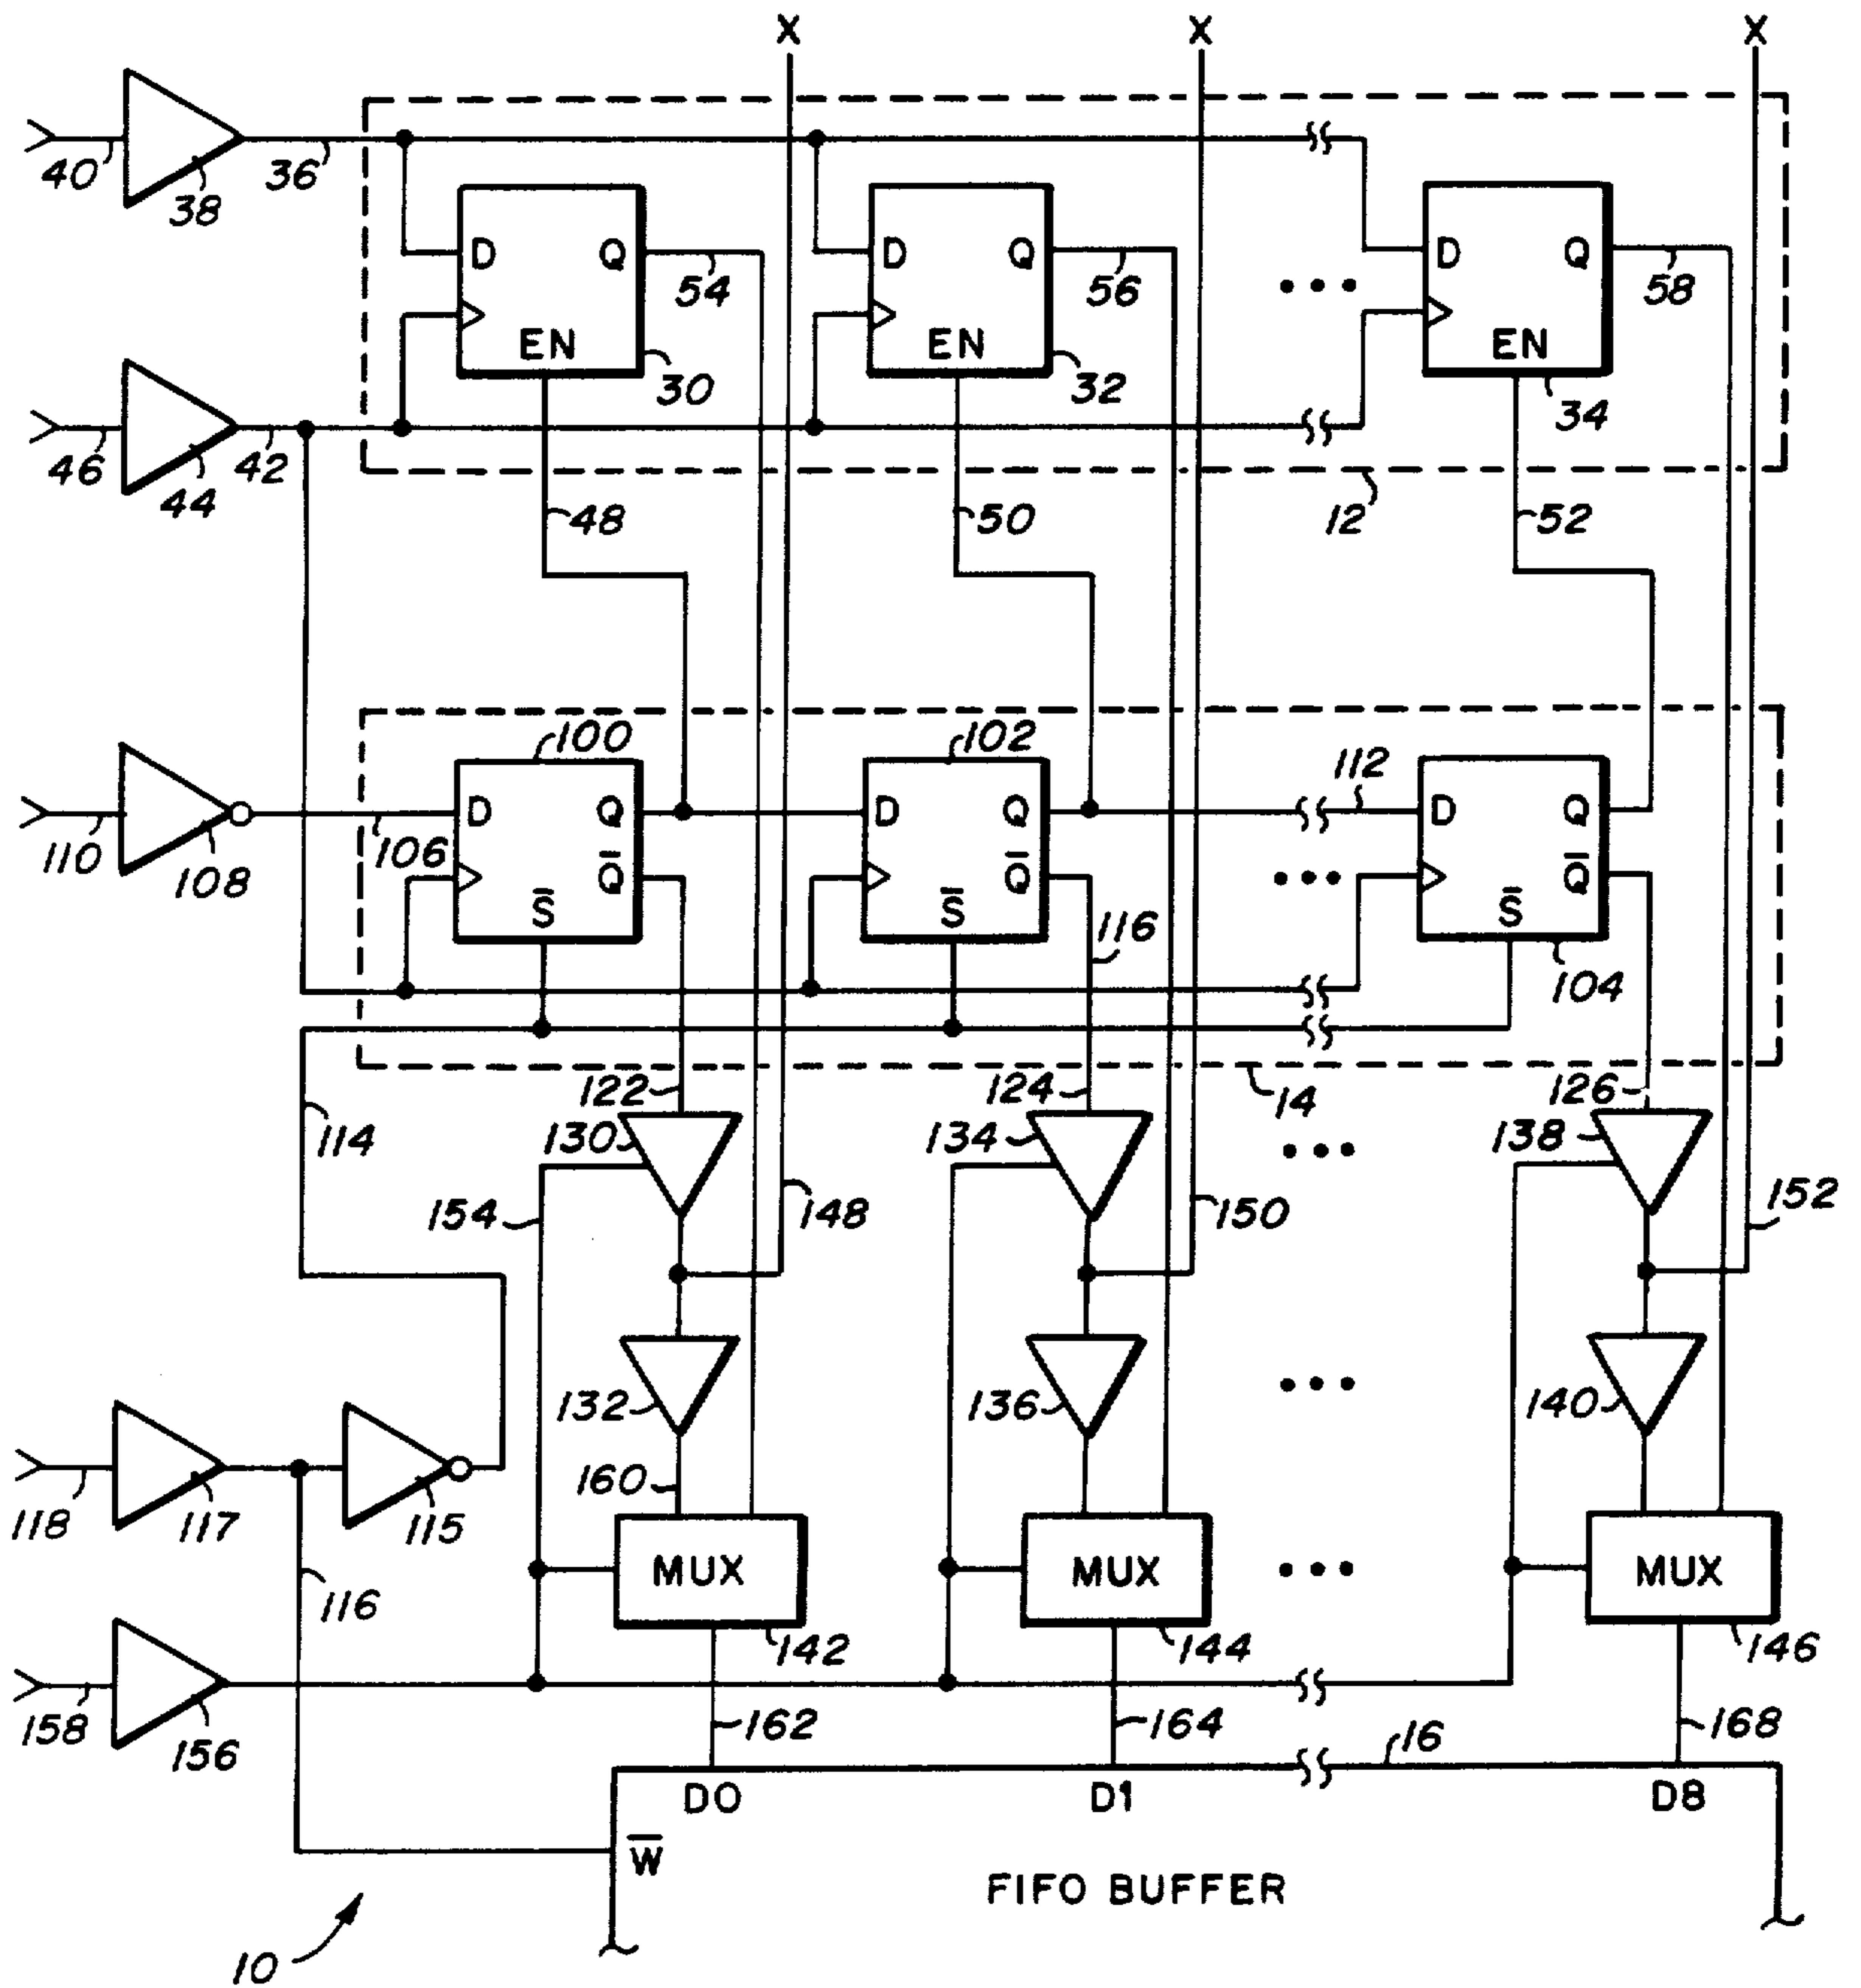 X X X
40 38 36
D Q 54 D Q 56 ••• D Q 58
EN 30 EN 32 EN 34
46 44 42
48 50 12 52
100 102 112
110 108 106 D Q D Q D Q
Q̅ Q̅ ••• Q̅
S̅ S̅ 116 S̅ 104
122 124 14 126
114 130 134 ••• 138
154 148 150 152
132 136 ••• 140
118 117 115 160
116 MUX MUX ••• MUX
142 144 146
158 156 162 164 16 168
D0 D1 D8
W̅
FIFO BUFFER
10